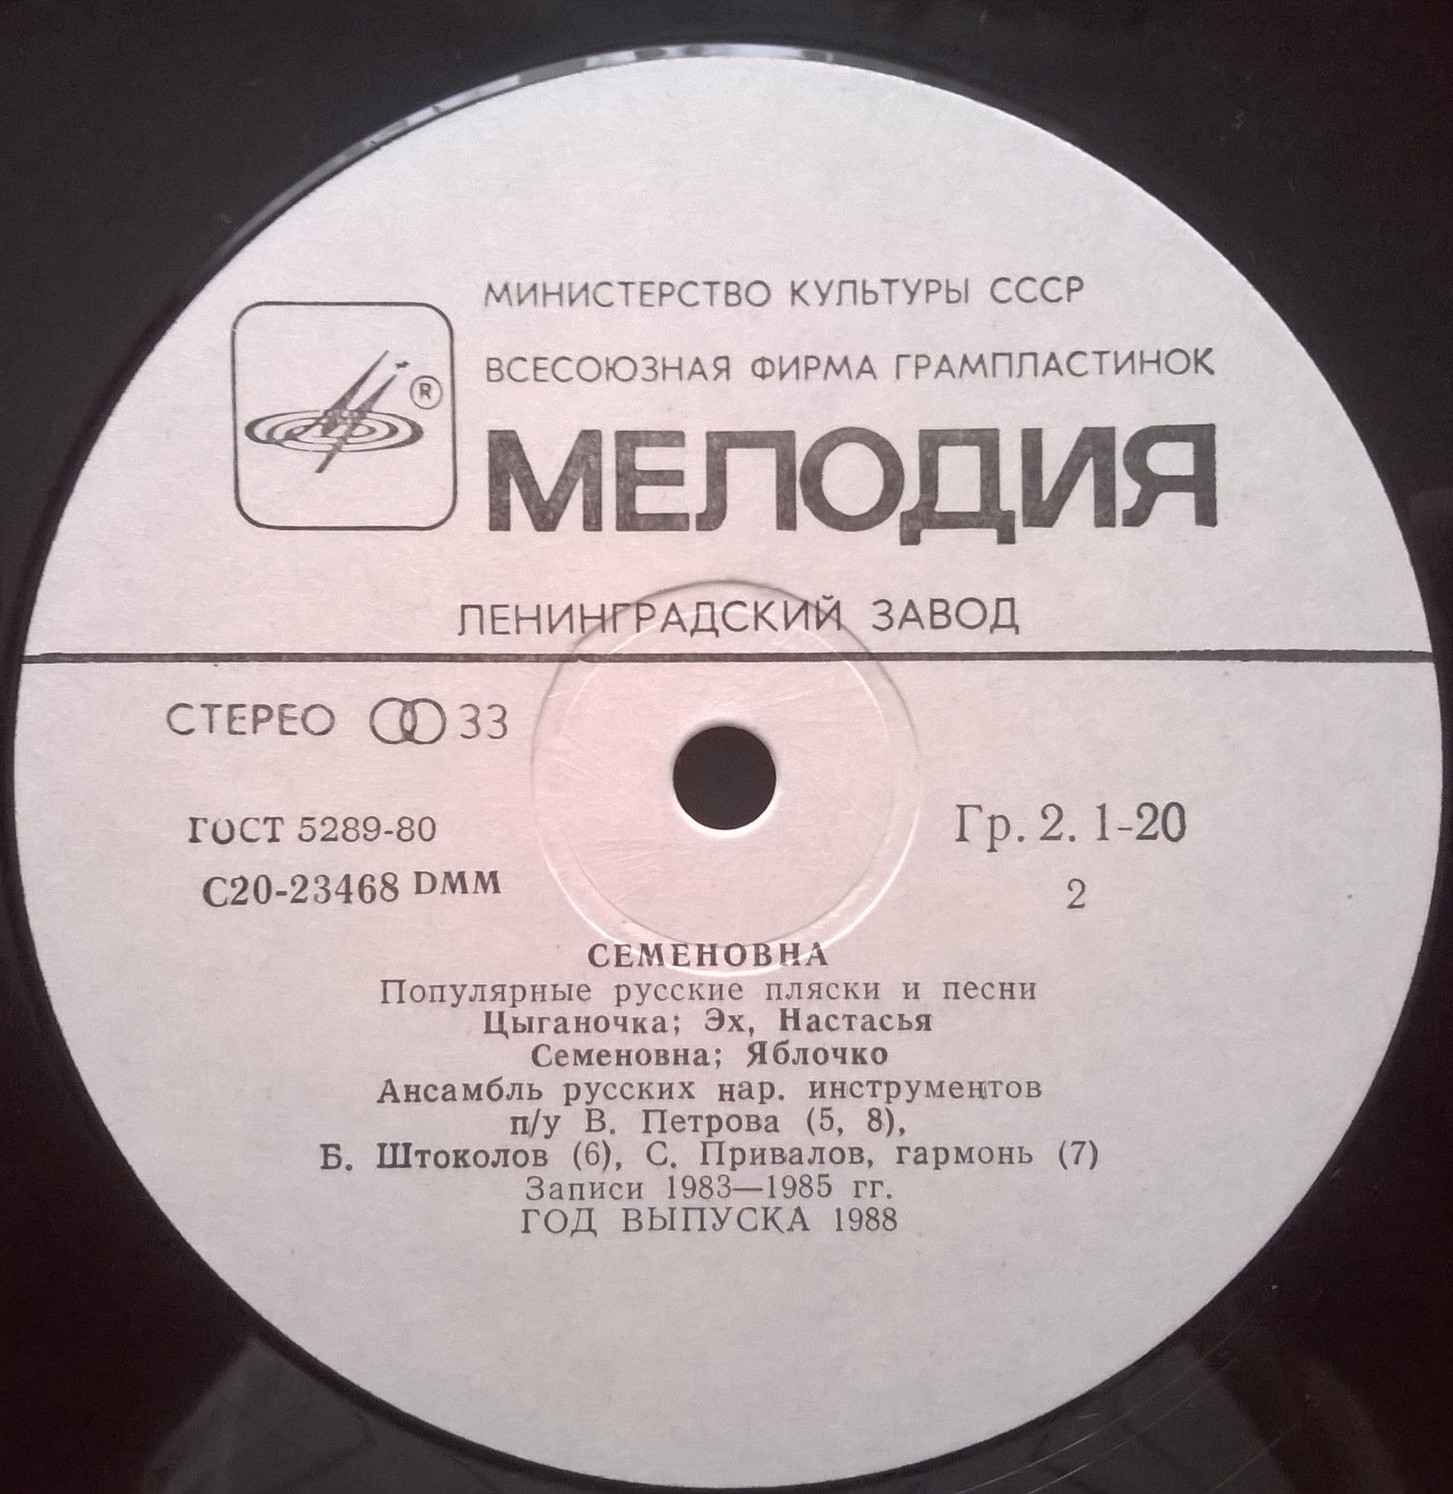 МИНИСТЕРСТВО КУЛЬТУРЫ СССР
ВСЕСОЮЗНАЯ ФИРМА ГРАМПЛАСТИНОК
®
МЕЛОДИЯ
ЛЕНИНГРАДСКИЙ ЗАВОД
СТЕРЕО 33
ГОСТ 5289-80
Гр. 2. 1-20
С20-23468 DMM
2
СЕМЕНОВНА
Популярные русские пляски и песни
Цыганочка; Эх, Настасья
Семеновна; Яблочко
Ансамбль русских нар. инструментов
п/у В. Петрова (5, 8),
Б. Штоколов (6), С. Привалов, гармонь (7)
Записи 1983—1985 гг.
ГОД ВЫПУСКА 1988